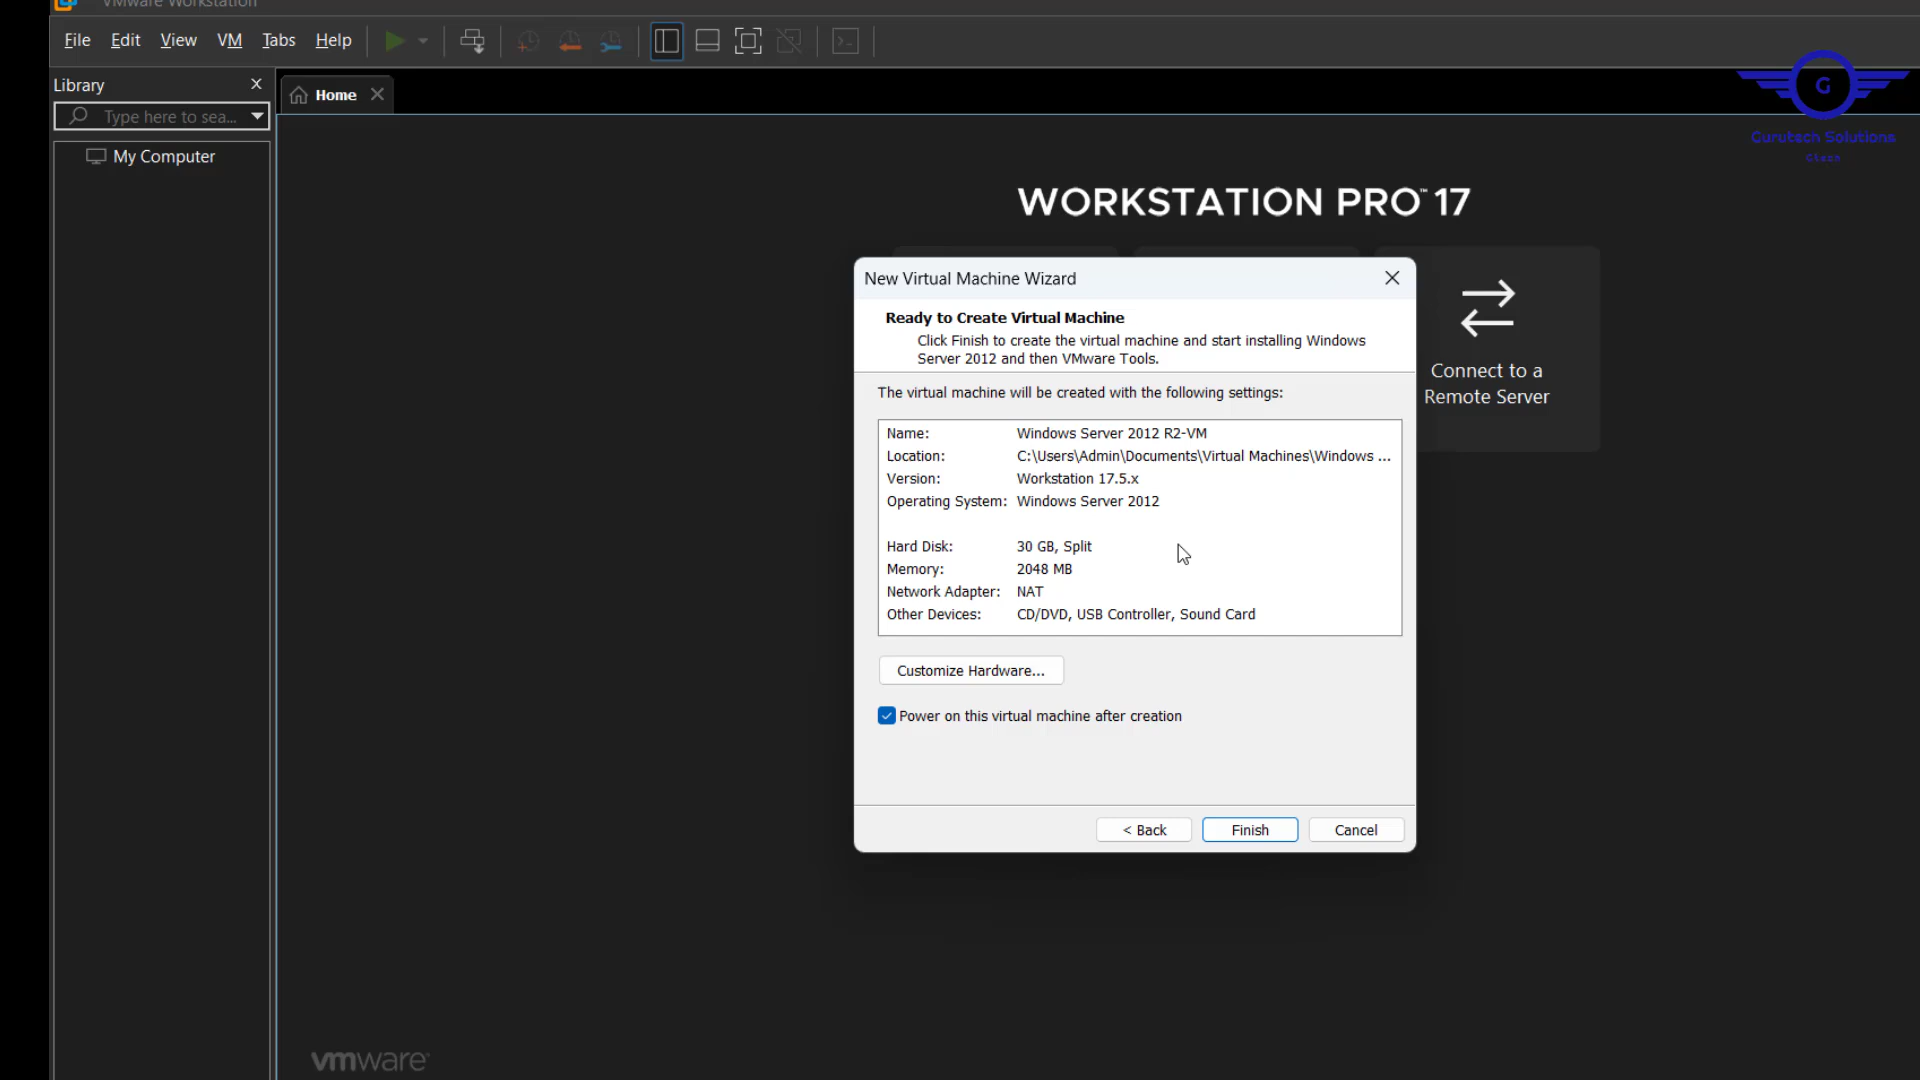 VMware Workstation
File Edit View VM Tabs Help
Library
Type here to sea...
My Computer
Home
G
Gurutech Solutions
WORKSTATION PRO™ 17
Connect to a
Remote Server
New Virtual Machine Wizard
Ready to Create Virtual Machine
Click Finish to create the virtual machine and start installing Windows
Server 2012 and then VMware Tools.
The virtual machine will be created with the following settings:
Name: Windows Server 2012 R2-VM
Location: C:\Users\Admin\Documents\Virtual Machines\Windows ...
Version: Workstation 17.5.x
Operating System: Windows Server 2012
Hard Disk: 30 GB, Split
Memory: 2048 MB
Network Adapter: NAT
Other Devices: CD/DVD, USB Controller, Sound Card
Customize Hardware...
Power on this virtual machine after creation
< Back Finish Cancel
vmware